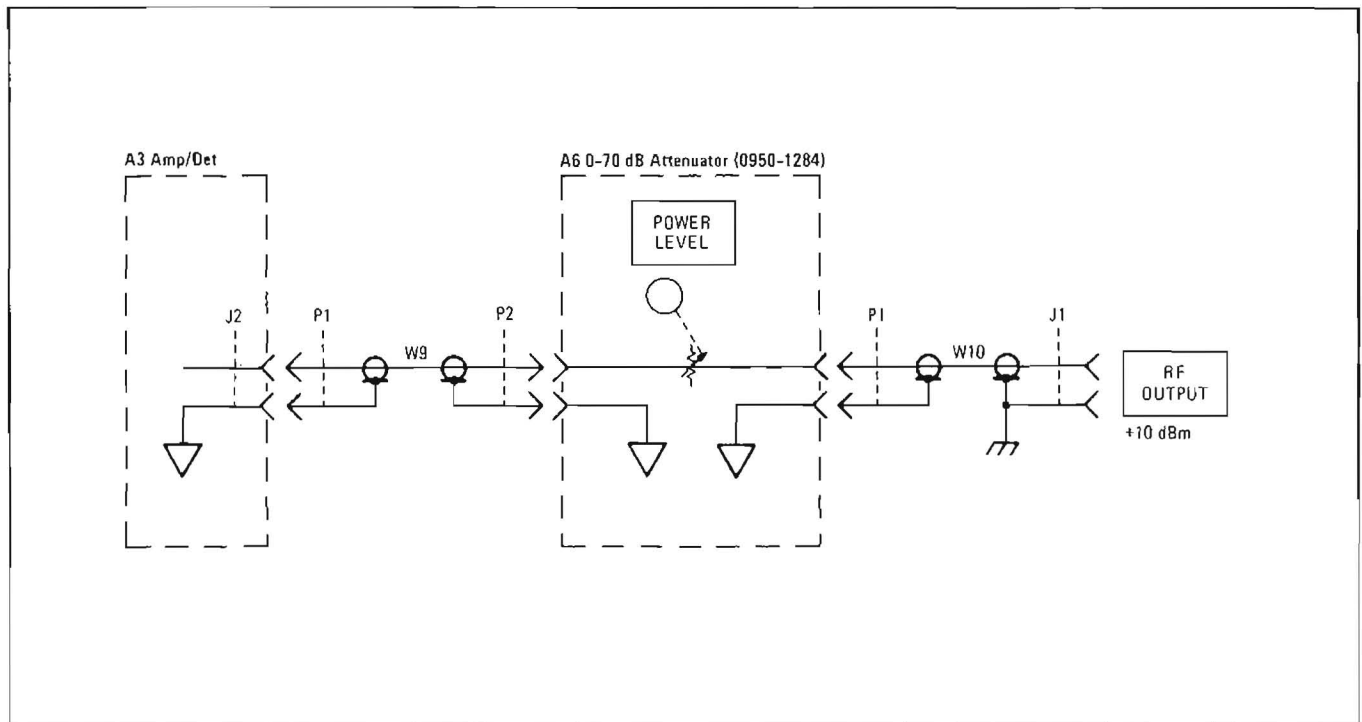 A3 Amp/Det
A6 0-70 dB Attenuator (0950-1284)
POWER
LEVEL
J2
P1
W9
P2
P1
W10
J1
RF
OUTPUT
+10 dBm